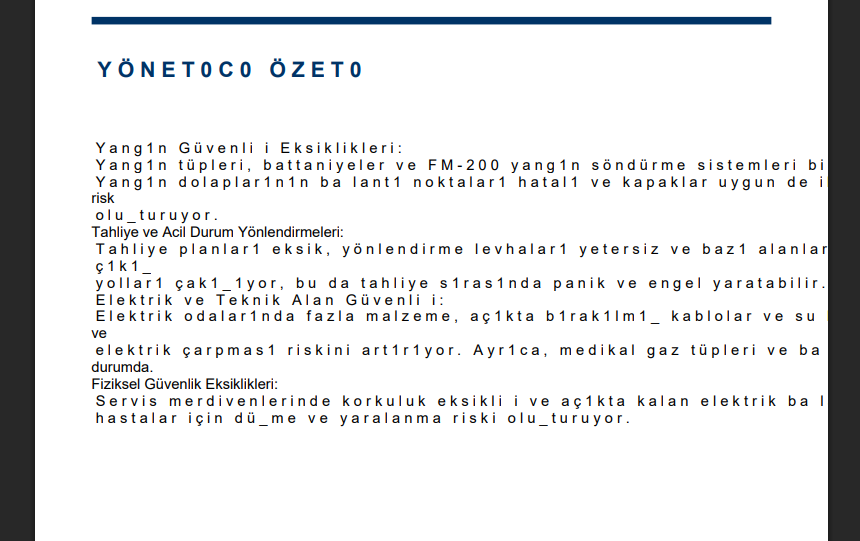 YÖNET0C0 ÖZET0
Yang1n Güvenli i Eksiklikleri:
Yang1n tüpleri, battaniyeler ve FM-200 yang1n söndürme sistemleri bi
Yang1n dolaplar1n1n ba lant1 noktalar1 hatal1 ve kapaklar uygun de il
risk
olu_turuyor.
Tahliye ve Acil Durum Yönlendirmeleri:
Tahliye planlar1 eksik, yönlendirme levhalar1 yetersiz ve baz1 alanlar
ç1k1_
yollar1 çak1_1yor, bu da tahliye s1ras1nda panik ve engel yaratabilir.
Elektrik ve Teknik Alan Güvenli i:
Elektrik odalar1nda fazla malzeme, aç1kta b1rak1lm1_ kablolar ve su
ve
elektrik çarpmas1 riskini art1r1yor. Ayr1ca, medikal gaz tüpleri ve ba
durumda.
Fiziksel Güvenlik Eksiklikleri:
Servis merdivenlerinde korkuluk eksikli i ve aç1kta kalan elektrik ba l
hastalar için dü_me ve yaralanma riski olu_turuyor.